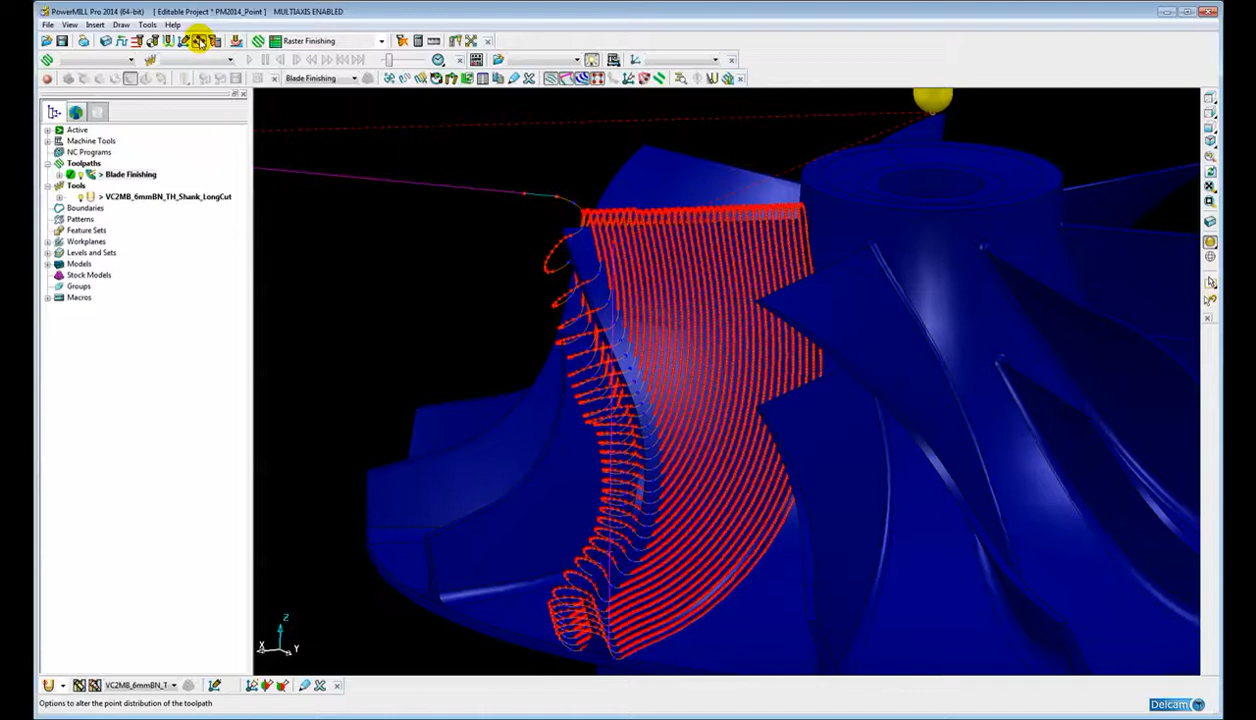 PowerMILL Pro 2014 (64-bit) [ Editable Project * PM2014_Point ] MULTIAXIS ENABLED
File View Insert Draw Tools Help
Raster Finishing
Blade Finishing
Active
Machine Tools
NC Programs
Toolpaths
> Blade Finishing
Tools
> VC2MB_6mmBN_TH_Shank_LongCut
Boundaries
Patterns
Feature Sets
Workplanes
Levels and Sets
Models
Stock Models
Groups
Macros
Z
X
Y
VC2MB_6mmBN_T
Options to alter the point distribution of the toolpath
Delcam